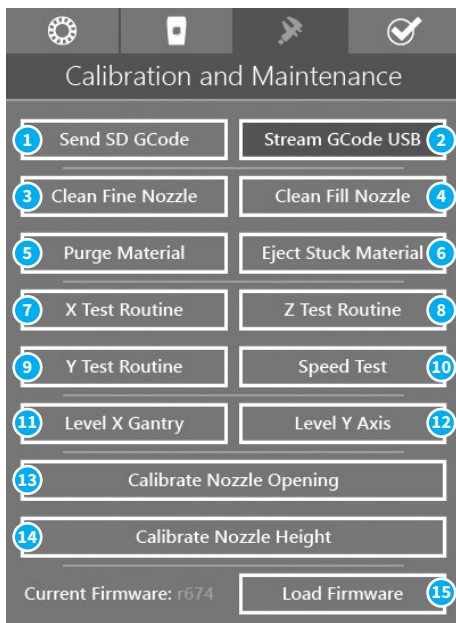 Calibration and Maintenance
1 Send SD GCode Stream GCode USB 2
3 Clean Fine Nozzle Clean Fill Nozzle 4
5 Purge Material Eject Stuck Material 6
7 X Test Routine Z Test Routine 8
9 Y Test Routine Speed Test 10
11 Level X Gantry Level Y Axis 12
13 Calibrate Nozzle Opening
14 Calibrate Nozzle Height
Current Firmware: r674 Load Firmware 15